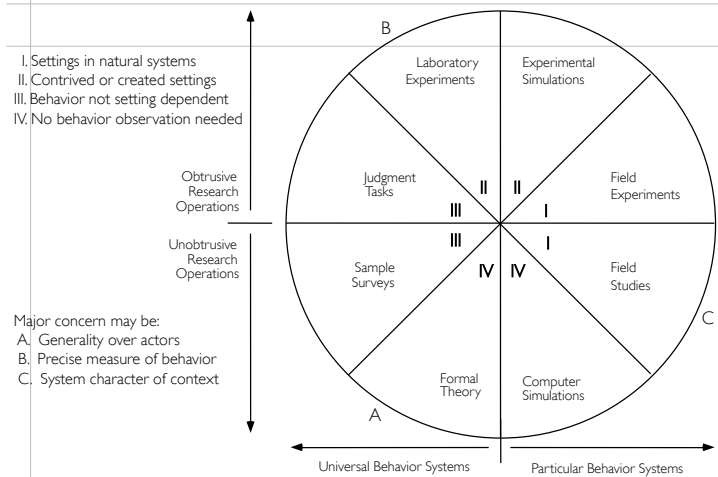 B
I. Settings in natural systems
II. Contrived or created settings
III. Behavior not setting dependent
IV. No behavior observation needed
Laboratory
Experiments
Experimental
Simulations
Obtrusive
Research
Operations
Judgment
Tasks
II
II
Field
Experiments
III
I
Unobtrusive
Research
Operations
III
I
Sample
Surveys
IV
IV
Field
Studies
C
Major concern may be:
A. Generality over actors
B. Precise measure of behavior
C. System character of context
Formal
Theory
Computer
Simulations
A
Universal Behavior Systems
Particular Behavior Systems